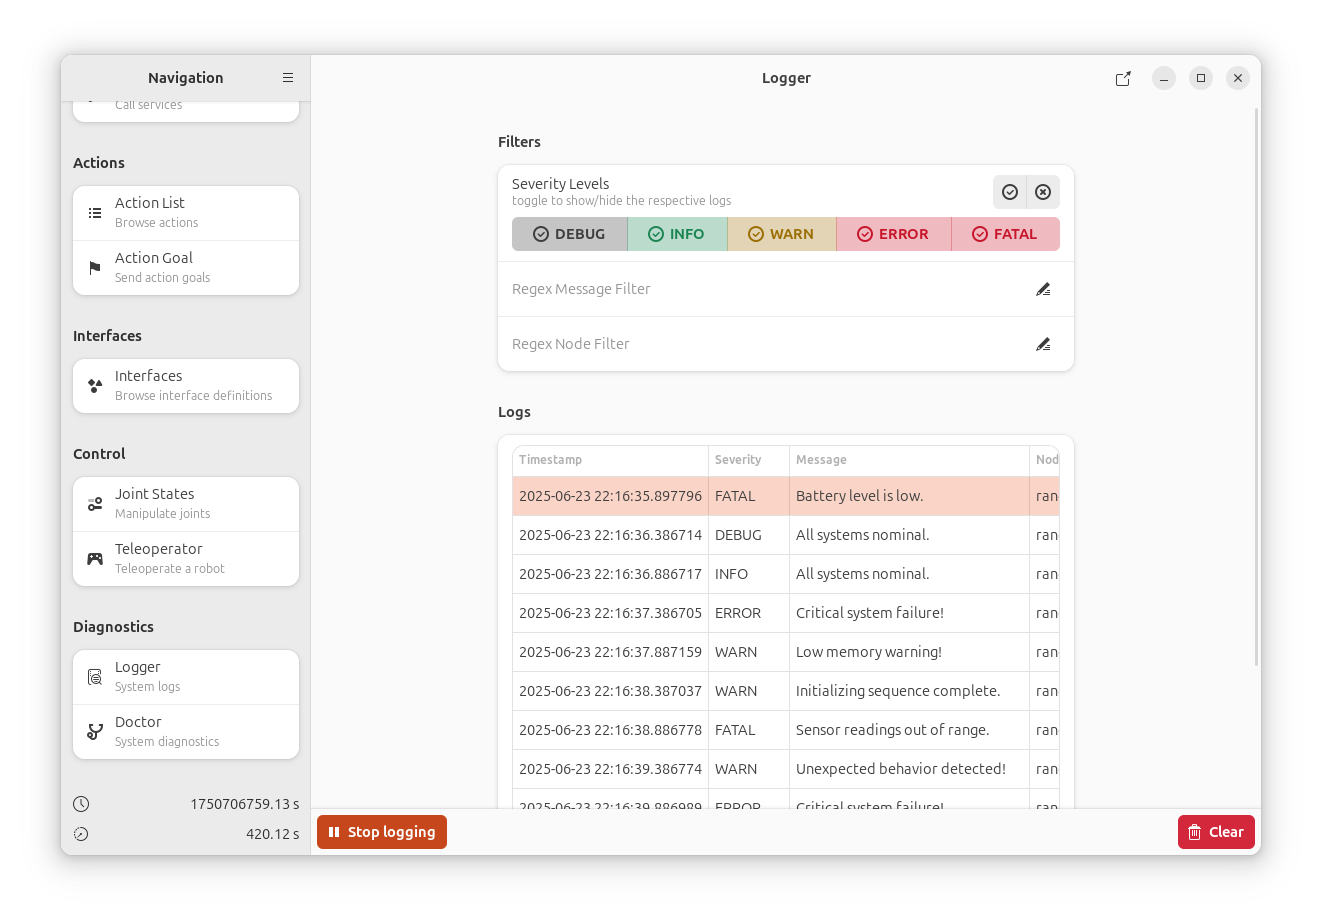 Navigation
Logger
Call services
Actions
Action List
Browse actions
Action Goal
Send action goals
Interfaces
Interfaces
Browse interface definitions
Control
Joint States
Manipulate joints
Teleoperator
Teleoperate a robot
Diagnostics
Logger
System logs
Doctor
System diagnostics
1750706759.13 s
420.12 s
Filters
Severity Levels
toggle to show/hide the respective logs
DEBUG INFO WARN ERROR FATAL
Regex Message Filter
Regex Node Filter
Logs
Timestamp Severity Message Nod
2025-06-23 22:16:35.897796 FATAL Battery level is low. ran
2025-06-23 22:16:36.386714 DEBUG All systems nominal. ran
2025-06-23 22:16:36.886717 INFO All systems nominal. ran
2025-06-23 22:16:37.386705 ERROR Critical system failure! ran
2025-06-23 22:16:37.887159 WARN Low memory warning! ran
2025-06-23 22:16:38.387037 WARN Initializing sequence complete. ran
2025-06-23 22:16:38.886778 FATAL Sensor readings out of range. ran
2025-06-23 22:16:39.386774 WARN Unexpected behavior detected! ran
2025-06-23 22:16:39.886989 ERROR Critical system failure! ran
Stop logging
Clear